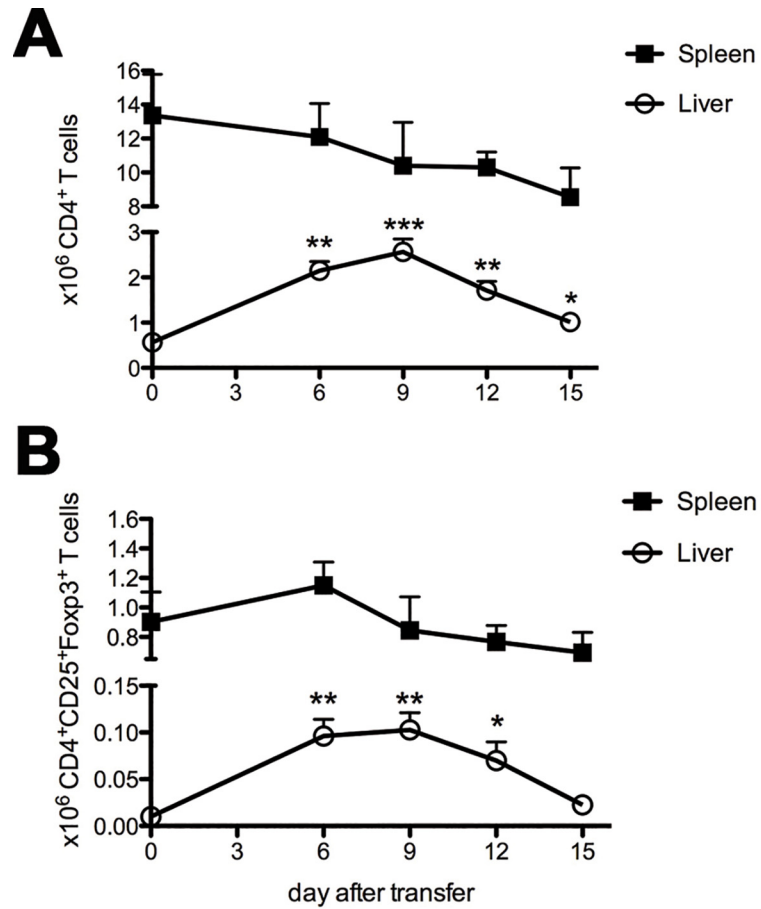 A
Spleen
Liver
x10⁶ CD4⁺ T cells
16
14
12
10
8
3
2
1
0
**
***
**
*
0 3 6 9 12 15
B
Spleen
Liver
x10⁶ CD4⁺CD25⁺Foxp3⁺ T cells
1.6
1.4
1.2
1.0
0.8
0.15
0.10
0.05
0.00
**
**
*
0 3 6 9 12 15
day after transfer